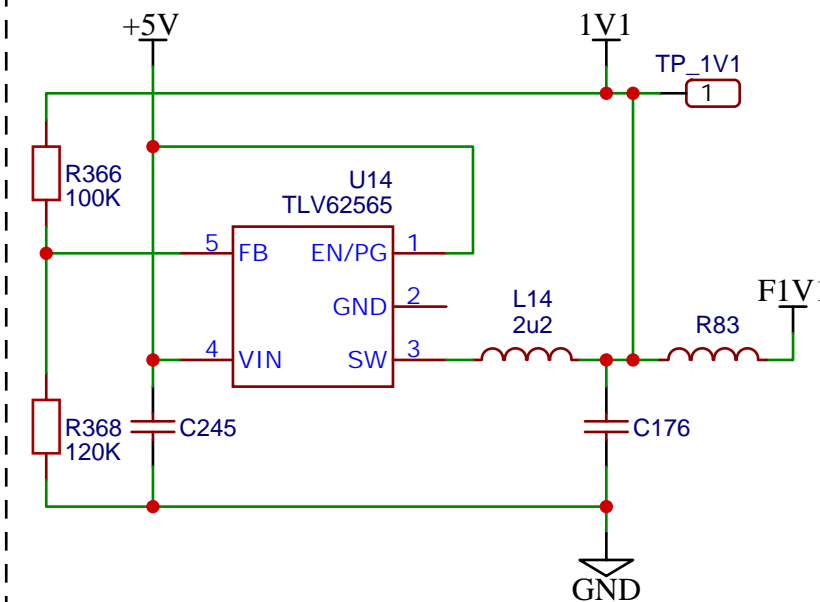 +5V
1V1
TP_1V1
1
R366
100K
U14
TLV62565
5
FB
EN/PG
1
GND
2
4
VIN
SW
3
L14
2u2
R83
F1V1
R368
120K
C245
C176
GND